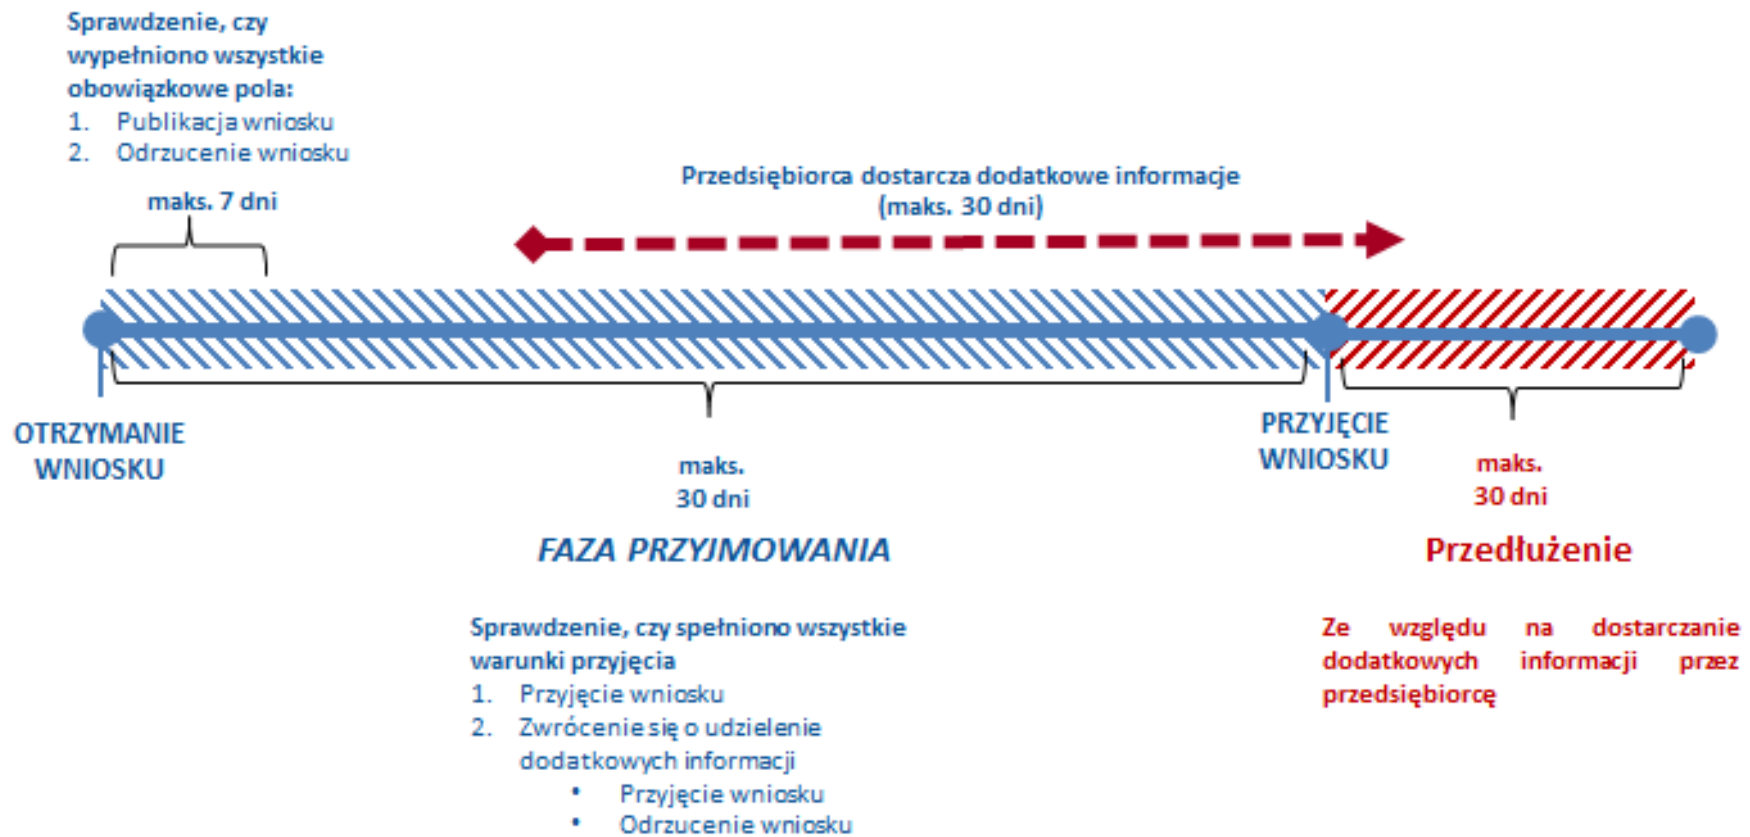 Sprawdzenie, czy
wypełniono wszystkie
obowiązkowe pola:
1. Publikacja wniosku
2. Odrzucenie wniosku
maks. 7 dni
Przedsiębiorca dostarcza dodatkowe informacje
(maks. 30 dni)
OTRZYMANIE
WNIOSKU
PRZYJĘCIE
WNIOSKU
maks.
30 dni
maks.
30 dni
FAZA PRZYJMOWANIA
Przedłużenie
Sprawdzenie, czy spełniono wszystkie
warunki przyjęcia
1. Przyjęcie wniosku
2. Zwrócenie się o udzielenie
dodatkowych informacji
• Przyjęcie wniosku
• Odrzucenie wniosku
Ze względu na dostarczanie
dodatkowych informacji przez
przedsiębiorcę